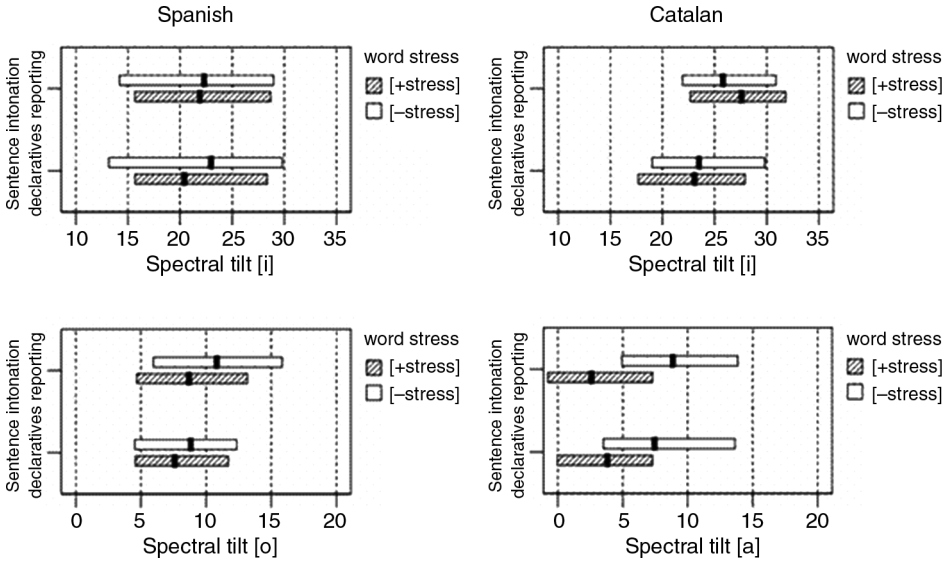 Spanish
Sentence intonation
declaratives reporting
word stress
[+stress]
[−stress]
10 15 20 25 30 35
Spectral tilt [i]
Catalan
Sentence intonation
declaratives reporting
word stress
[+stress]
[−stress]
10 15 20 25 30 35
Spectral tilt [i]
Sentence intonation
declaratives reporting
word stress
[+stress]
[−stress]
0 5 10 15 20
Spectral tilt [o]
Sentence intonation
declaratives reporting
word stress
[+stress]
[−stress]
0 5 10 15 20
Spectral tilt [a]